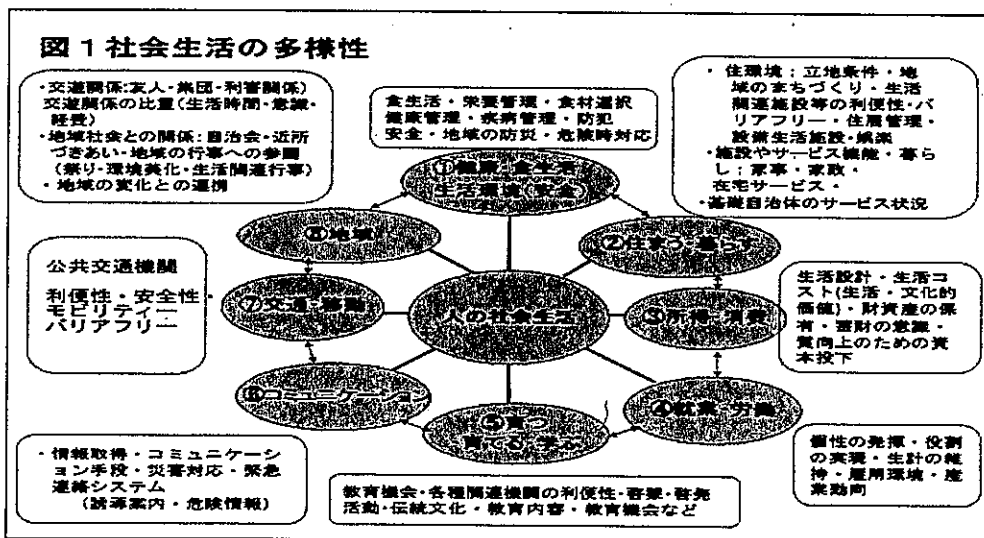 図1社会生活の多様性
・交遊関係:友人・集団・利害関係)
交遊関係の比重(生活時間・意識・
経費)
・地域社会との関係:自治会・近所
づきあい・地域の行事への参画
(祭り・環境美化・生活関連行事)
・地域の変化との連携
食生活・栄養管理・食材選択
健康管理・疾病管理・防犯
安全・地域の防災・危険時対応
・住環境:立地条件・地
域のまちづくり・生活
関連施設等の利便性・バ
リアフリー・住居管理・
設備生活施設・娯楽
・施設やサービス機能・暮ら
し:家事・家政・
在宅サービス・
・基礎自治体のサービス状況
①健康・食生活
生活環境(安全)
⑧地域
②住まう・暮らす
公共交通機関
利便性・安全性・
モビリティー
バリアフリー
⑦交通・移動
人の社会生活
③所得・消費
生活設計・生活コ
スト(生活・文化的
価値)・財資産の保
有・蓄財の意識・
質向上のための資
本投下
⑥コミュニケーション
④就業・労働
⑤育つ
育てる 学ぶ
・情報取得・コミュニケーシ
ョン手段・災害対応・緊急
連絡システム
(誘導案内・危険情報)
教育機会・各種関連機関の利便性・啓発
活動・伝統文化・教育内容・教育機会など
個性の発揮・役割
の実現・生計の維
持・雇用環境・産
業動向